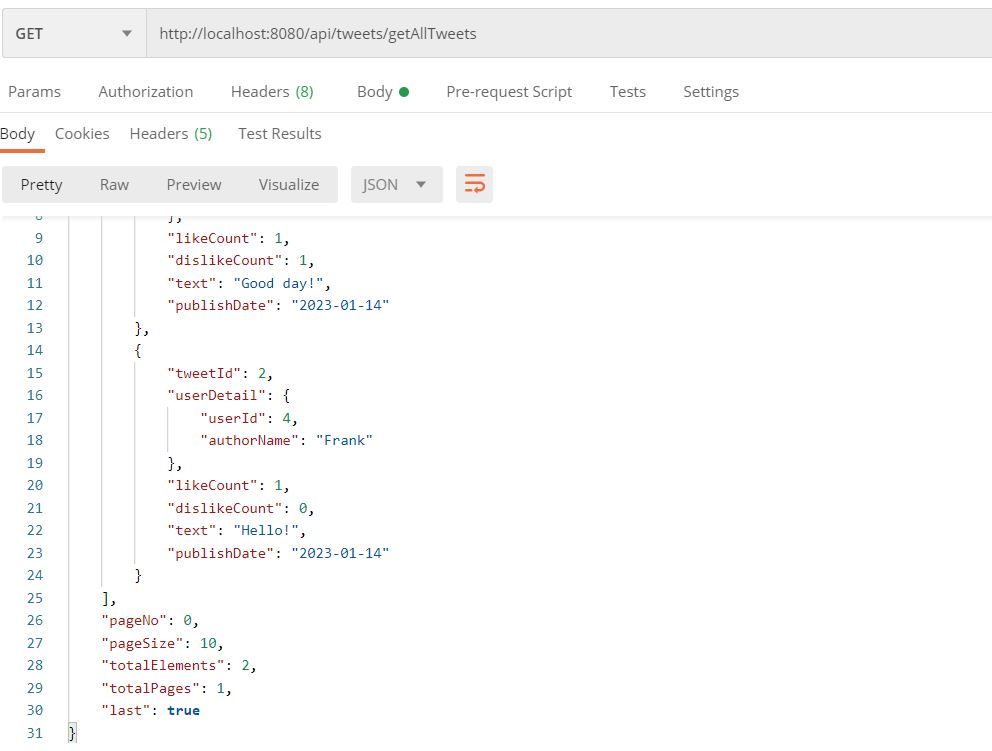 GET http://localhost:8080/api/tweets/getAllTweets
Params Authorization Headers (8) Body Pre-request Script Tests Settings
Body Cookies Headers (5) Test Results
Pretty Raw Preview Visualize JSON
8 },
9 "likeCount": 1,
10 "dislikeCount": 1,
11 "text": "Good day!",
12 "publishDate": "2023-01-14"
13 },
14 {
15 "tweetId": 2,
16 "userDetail": {
17 "userId": 4,
18 "authorName": "Frank"
19 },
20 "likeCount": 1,
21 "dislikeCount": 0,
22 "text": "Hello!",
23 "publishDate": "2023-01-14"
24 }
25 ],
26 "pageNo": 0,
27 "pageSize": 10,
28 "totalElements": 2,
29 "totalPages": 1,
30 "last": true
31 }